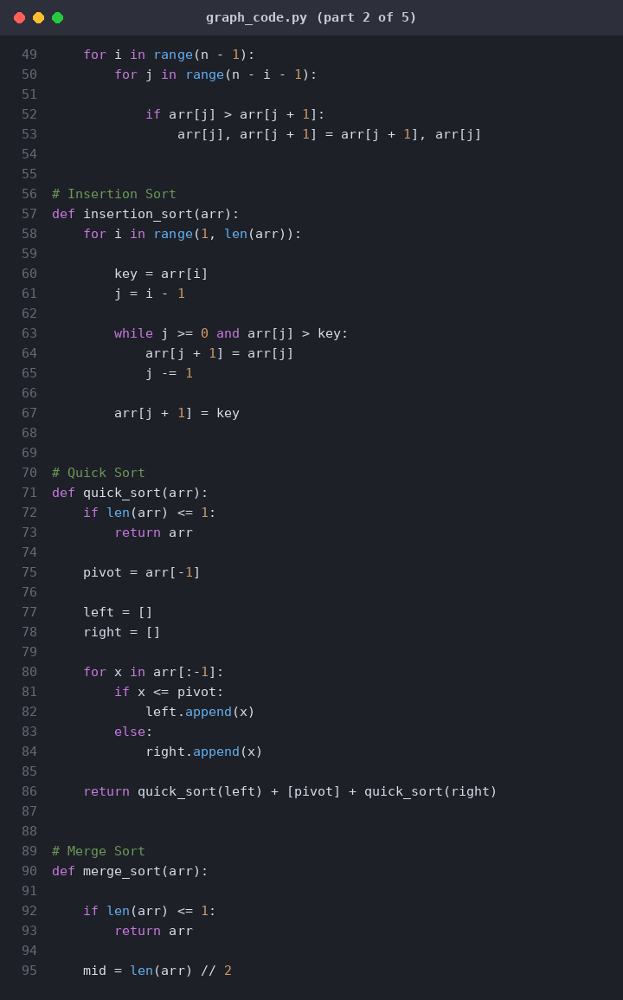 graph_code.py (part 2 of 5)
49     for i in range(n - 1):
50         for j in range(n - i - 1):
51
52             if arr[j] > arr[j + 1]:
53                 arr[j], arr[j + 1] = arr[j + 1], arr[j]
54
55
56 # Insertion Sort
57 def insertion_sort(arr):
58     for i in range(1, len(arr)):
59
60         key = arr[i]
61         j = i - 1
62
63         while j >= 0 and arr[j] > key:
64             arr[j + 1] = arr[j]
65             j -= 1
66
67         arr[j + 1] = key
68
69
70 # Quick Sort
71 def quick_sort(arr):
72     if len(arr) <= 1:
73         return arr
74
75     pivot = arr[-1]
76
77     left = []
78     right = []
79
80     for x in arr[:-1]:
81         if x <= pivot:
82             left.append(x)
83         else:
84             right.append(x)
85
86     return quick_sort(left) + [pivot] + quick_sort(right)
87
88
89 # Merge Sort
90 def merge_sort(arr):
91
92     if len(arr) <= 1:
93         return arr
94
95     mid = len(arr) // 2